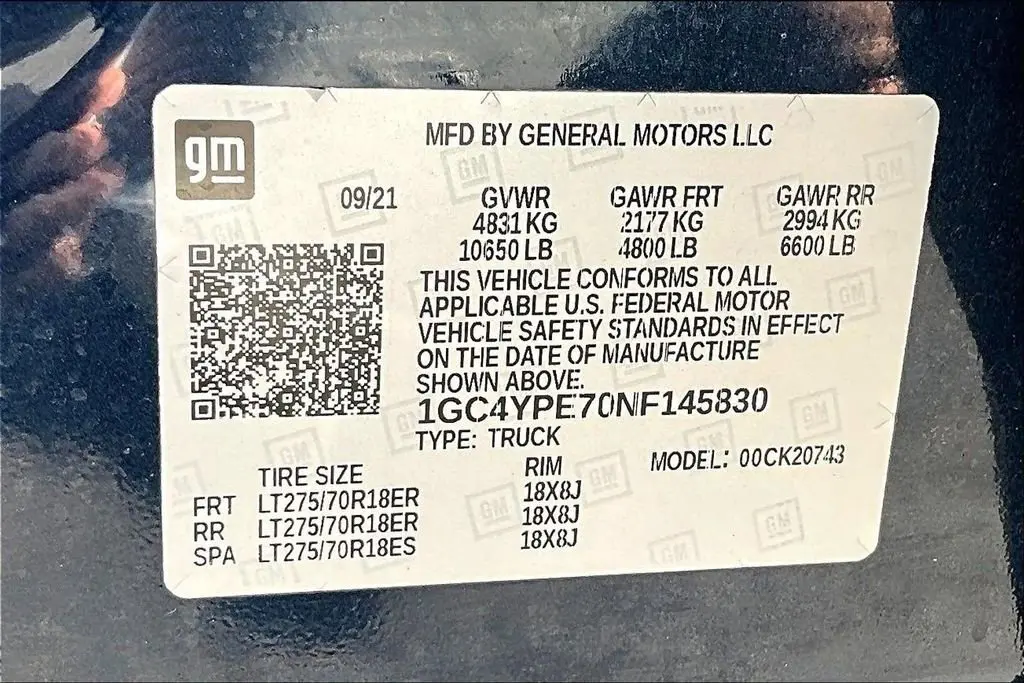 gm
MFD BY GENERAL MOTORS LLC
09/21 GVWR GAWR FRT GAWR RR
4831 KG 2177 KG 2994 KG
10650 LB 4800 LB 6600 LB
THIS VEHICLE CONFORMS TO ALL
APPLICABLE U.S. FEDERAL MOTOR
VEHICLE SAFETY STANDARDS IN EFFECT
ON THE DATE OF MANUFACTURE
SHOWN ABOVE.
1GC4YPE70NF145830
TYPE: TRUCK MODEL: 00CK20743
TIRE SIZE RIM
FRT LT275/70R18ER 18X8J
RR LT275/70R18ER 18X8J
SPA LT275/70R18ES 18X8J